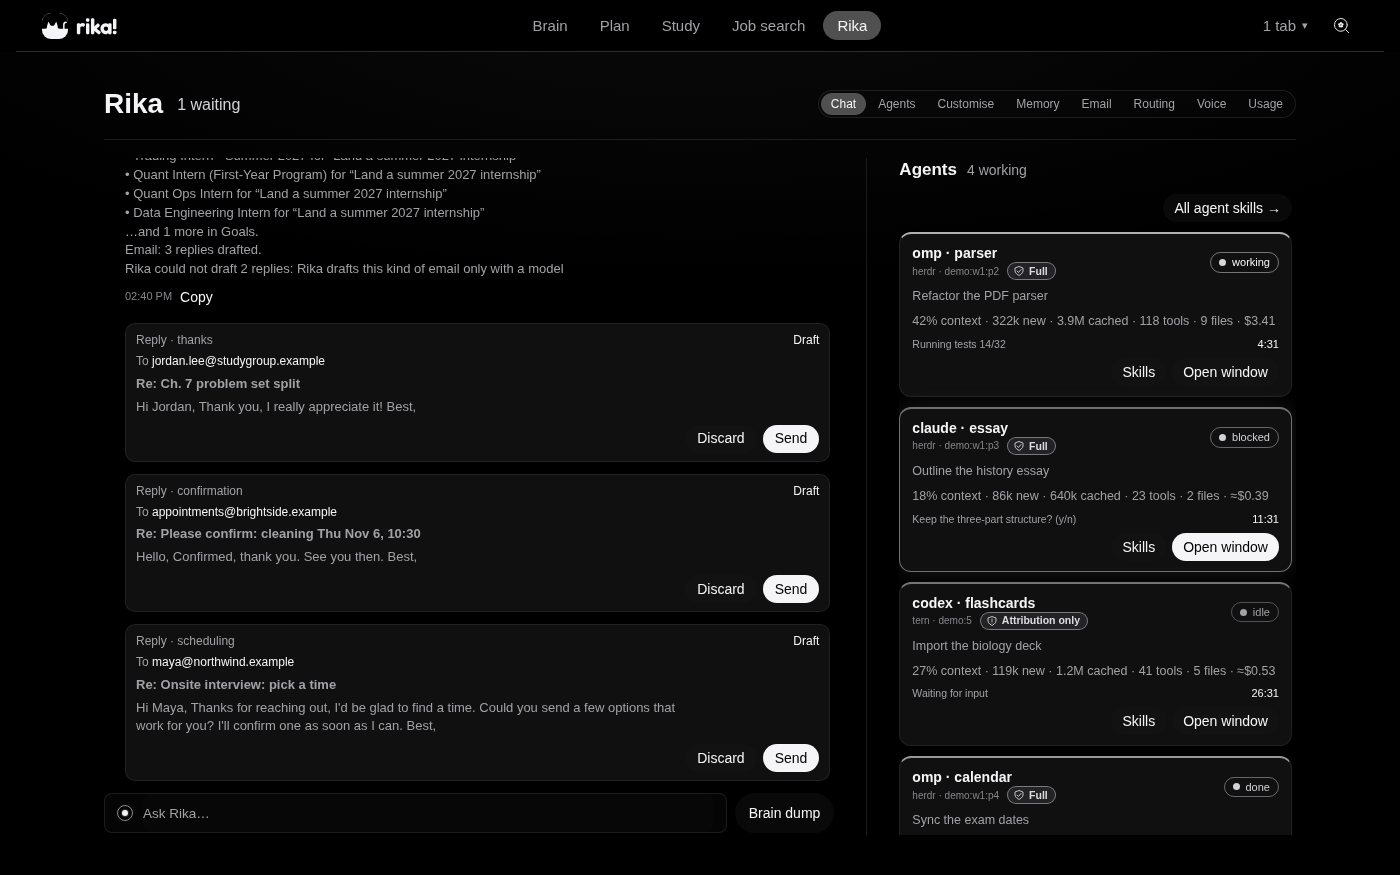 rika!
Brain
Plan
Study
Job search
Rika
1 tab ▾
Rika
1 waiting
Chat
Agents
Customise
Memory
Email
Routing
Voice
Usage
• Quant Intern (First-Year Program) for “Land a summer 2027 internship”
• Quant Ops Intern for “Land a summer 2027 internship”
• Data Engineering Intern for “Land a summer 2027 internship”
…and 1 more in Goals.
Email: 3 replies drafted.
Rika could not draft 2 replies: Rika drafts this kind of email only with a model
02:40 PM Copy
Reply · thanks
Draft
To jordan.lee@studygroup.example
Re: Ch. 7 problem set split
Hi Jordan, Thank you, I really appreciate it! Best,
Discard
Send
Reply · confirmation
Draft
To appointments@brightside.example
Re: Please confirm: cleaning Thu Nov 6, 10:30
Hello, Confirmed, thank you. See you then. Best,
Discard
Send
Reply · scheduling
Draft
To maya@northwind.example
Re: Onsite interview: pick a time
Hi Maya, Thanks for reaching out, I'd be glad to find a time. Could you send a few options that
work for you? I'll confirm one as soon as I can. Best,
Discard
Send
Ask Rika…
Brain dump
Agents 4 working
All agent skills →
omp · parser
working
herdr · demo:w1:p2
Full
Refactor the PDF parser
42% context · 322k new · 3.9M cached · 118 tools · 9 files · $3.41
Running tests 14/32
4:31
Skills
Open window
claude · essay
blocked
herdr · demo:w1:p3
Full
Outline the history essay
18% context · 86k new · 640k cached · 23 tools · 2 files · ≈$0.39
Keep the three-part structure? (y/n)
11:31
Skills
Open window
codex · flashcards
idle
tern · demo:5
Attribution only
Import the biology deck
27% context · 119k new · 1.2M cached · 41 tools · 5 files · ≈$0.53
Waiting for input
26:31
Skills
Open window
omp · calendar
done
herdr · demo:w1:p4
Full
Sync the exam dates